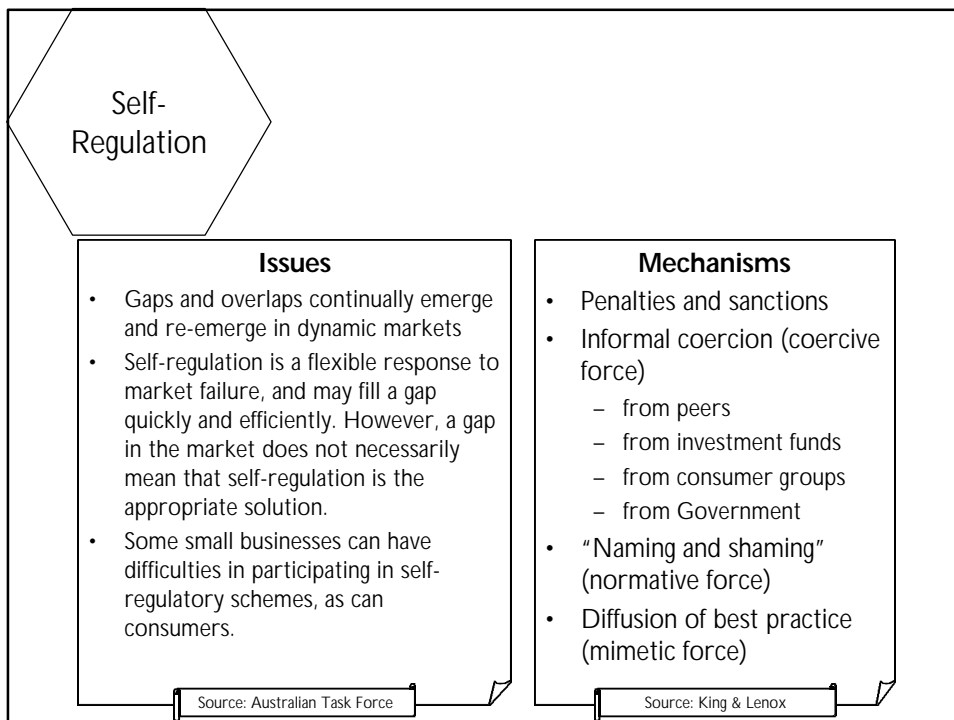 Self-
Regulation
Issues
• Gaps and overlaps continually emerge
and re-emerge in dynamic markets
• Self-regulation is a flexible response to
market failure, and may fill a gap
quickly and efficiently. However, a gap
in the market does not necessarily
mean that self-regulation is the
appropriate solution.
• Some small businesses can have
difficulties in participating in self-
regulatory schemes, as can
consumers.
Source: Australian Task Force
Mechanisms
• Penalties and sanctions
• Informal coercion (coercive
force)
– from peers
– from investment funds
– from consumer groups
– from Government
• “Naming and shaming”
(normative force)
• Diffusion of best practice
(mimetic force)
Source: King & Lenox